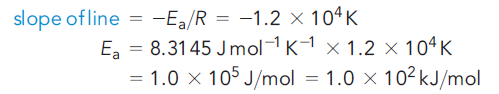 slope of line = −Eₐ/R = −1.2 × 10⁴ K
Eₐ = 8.3145 J mol⁻¹ K⁻¹ × 1.2 × 10⁴ K
= 1.0 × 10⁵ J/mol = 1.0 × 10² kJ/mol